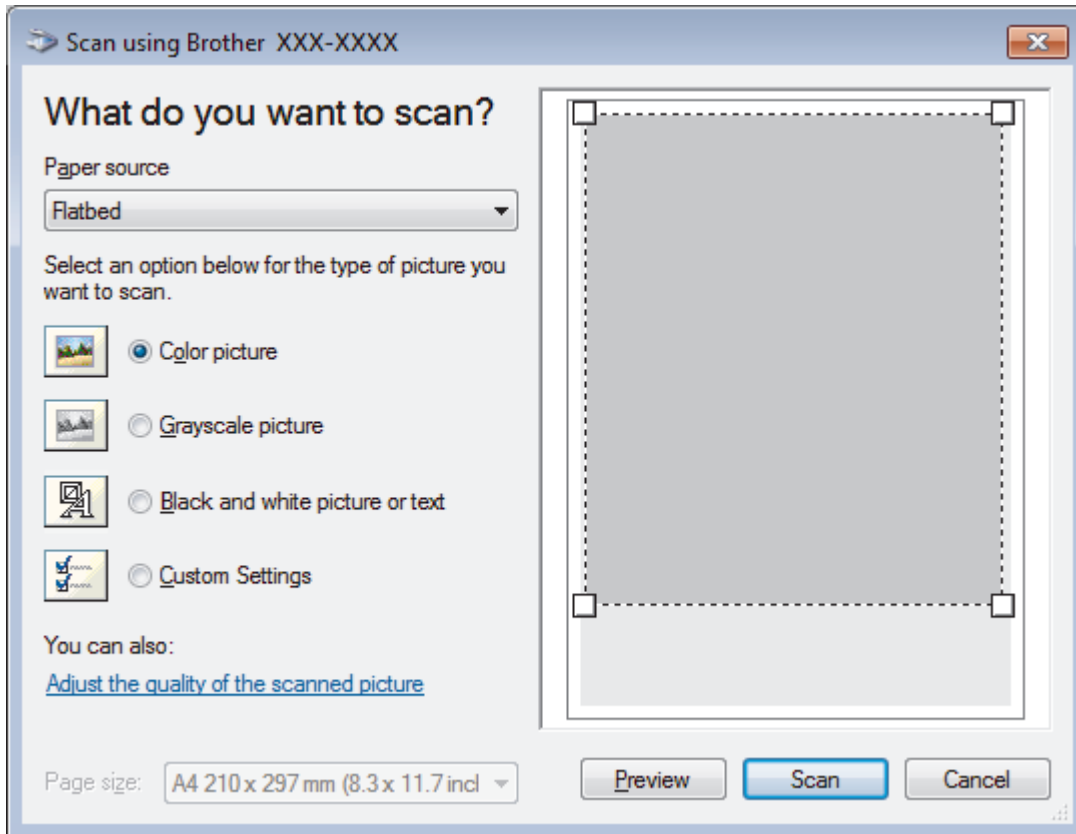 Scan using Brother XXX-XXXX
What do you want to scan?
Paper source
Flatbed
Select an option below for the type of picture you
want to scan.
Color picture
Grayscale picture
Black and white picture or text
Custom Settings
You can also:
Adjust the quality of the scanned picture
Page size: A4 210 x 297 mm (8.3 x 11.7 incl
Preview Scan Cancel